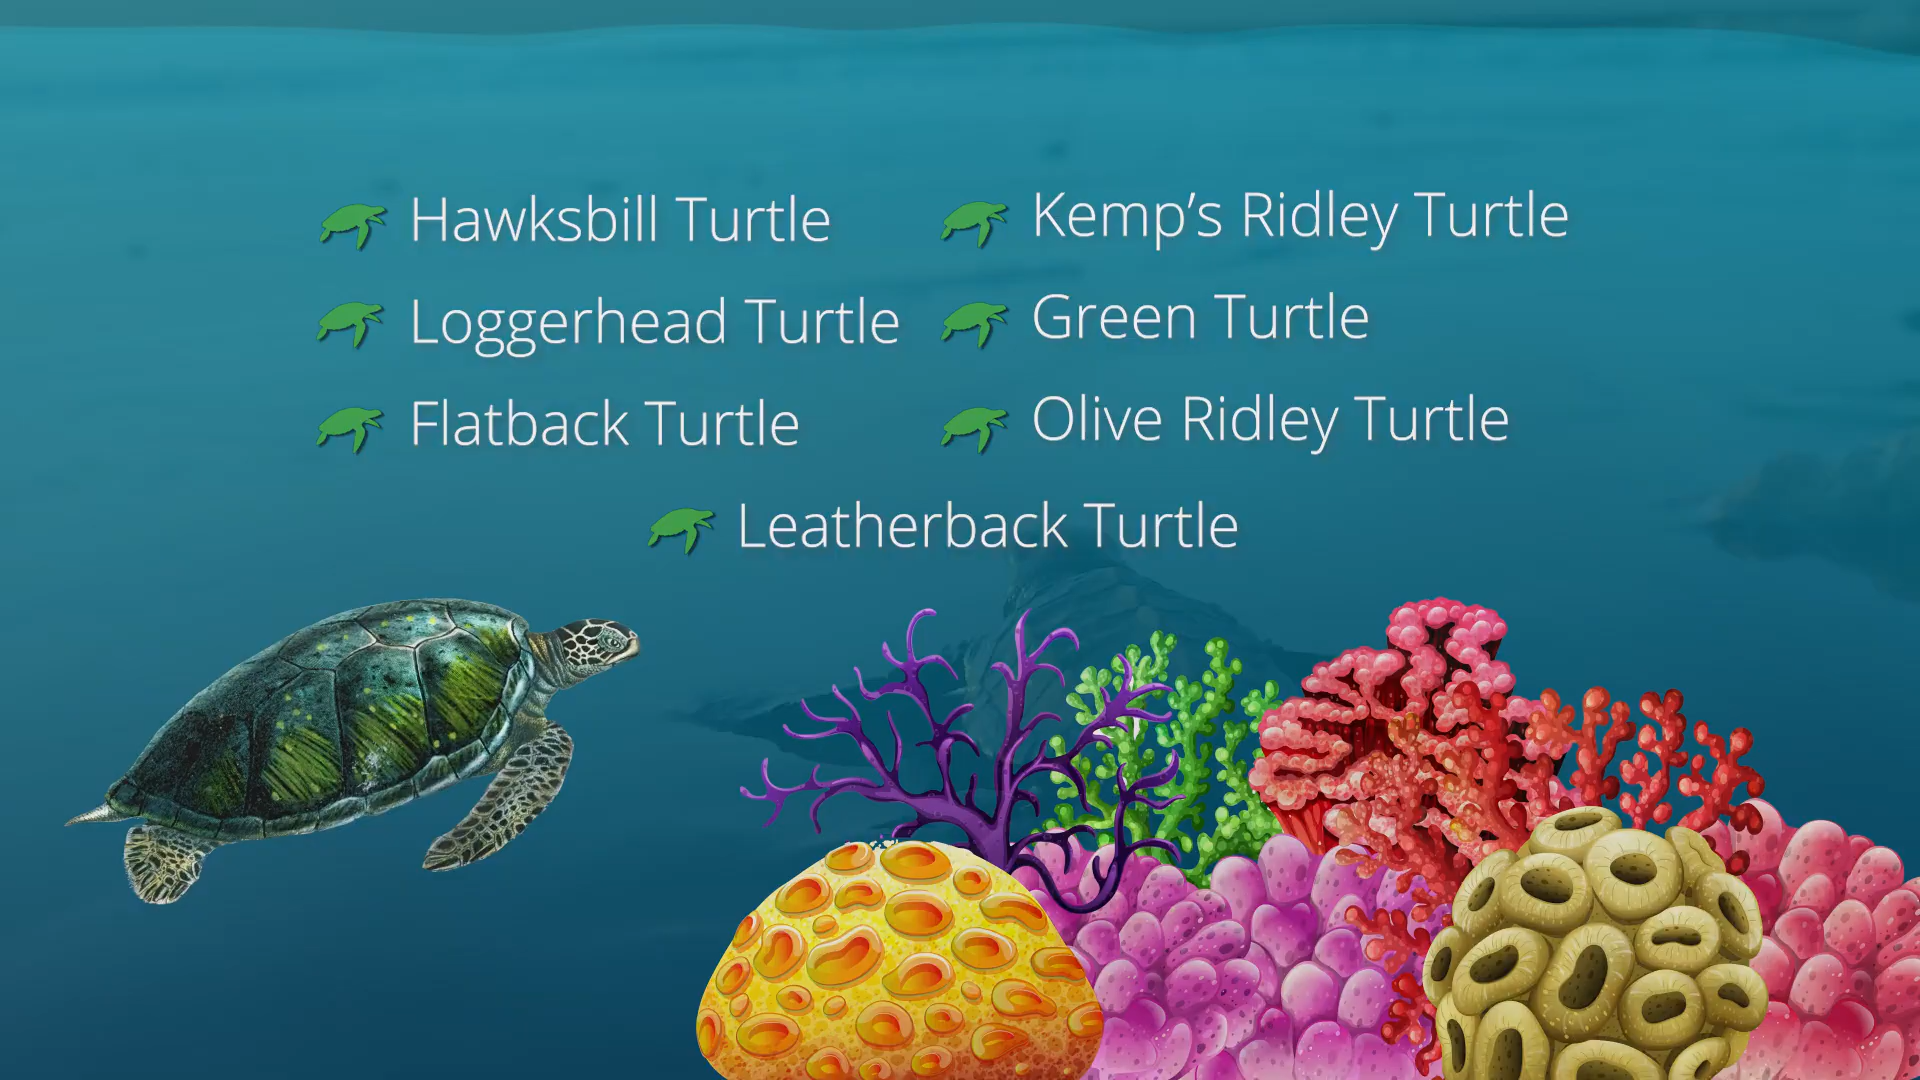 Hawksbill Turtle
Kemp’s Ridley Turtle
Loggerhead Turtle
Green Turtle
Flatback Turtle
Olive Ridley Turtle
Leatherback Turtle